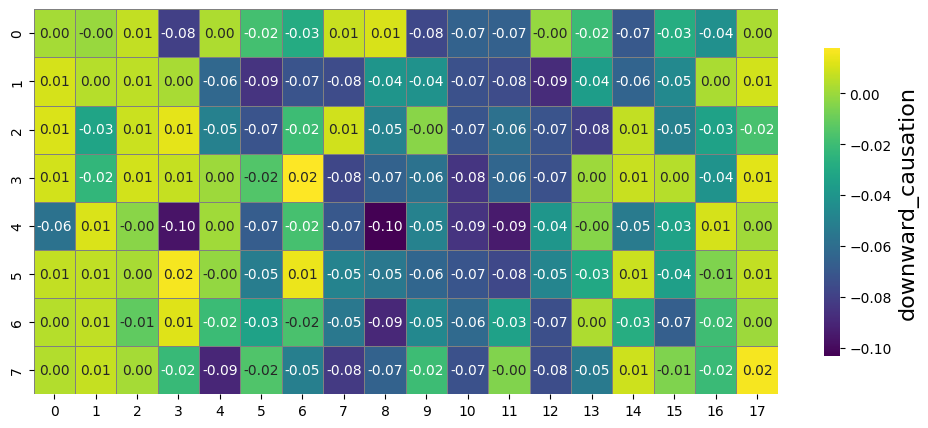 0 0.00 -0.00 0.01 -0.08 0.00 -0.02 -0.03 0.01 0.01 -0.08 -0.07 -0.07 -0.00 -0.02 -0.07 -0.03 -0.04 0.00
1 0.01 0.00 0.01 0.00 -0.06 -0.09 -0.07 -0.08 -0.04 -0.04 -0.07 -0.08 -0.09 -0.04 -0.06 -0.05 0.00 0.01
2 0.01 -0.03 0.01 0.01 -0.05 -0.07 -0.02 0.01 -0.05 -0.00 -0.07 -0.06 -0.07 -0.08 0.01 -0.05 -0.03 -0.02
3 0.01 -0.02 0.01 0.01 0.00 -0.02 0.02 -0.08 -0.07 -0.06 -0.08 -0.06 -0.07 0.00 0.01 0.00 -0.04 0.01
4 -0.06 0.01 -0.00 -0.10 0.00 -0.07 -0.02 -0.07 -0.10 -0.05 -0.09 -0.09 -0.04 -0.00 -0.05 -0.03 0.01 0.00
5 0.01 0.01 0.00 0.02 -0.00 -0.05 0.01 -0.05 -0.05 -0.06 -0.07 -0.08 -0.05 -0.03 0.01 -0.04 -0.01 0.01
6 0.00 0.01 -0.01 0.01 -0.02 -0.03 -0.02 -0.05 -0.09 -0.05 -0.06 -0.03 -0.07 0.00 -0.03 -0.07 -0.02 0.00
7 0.00 0.01 0.00 -0.02 -0.09 -0.02 -0.05 -0.08 -0.07 -0.02 -0.07 -0.00 -0.08 -0.05 0.01 -0.01 -0.02 0.02
0 1 2 3 4 5 6 7 8 9 10 11 12 13 14 15 16 17
0.00
−0.02
−0.04
−0.06
−0.08
−0.10
downward_causation